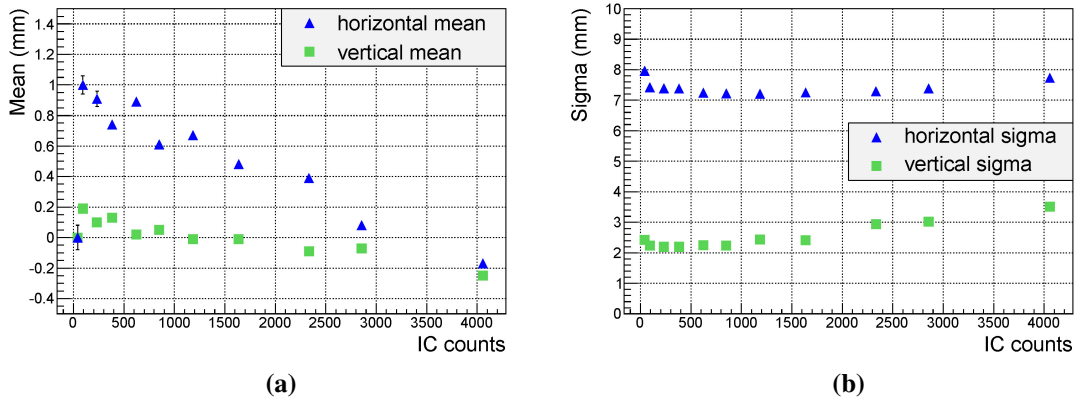 Mean (mm)
1.4
1.2
1
0.8
0.6
0.4
0.2
0
-0.2
-0.4
horizontal mean
vertical mean
0 500 1000 1500 2000 2500 3000 3500 4000
IC counts
(a)
Sigma (mm)
10
9
8
7
6
5
4
3
2
1
0
horizontal sigma
vertical sigma
0 500 1000 1500 2000 2500 3000 3500 4000
IC counts
(b)